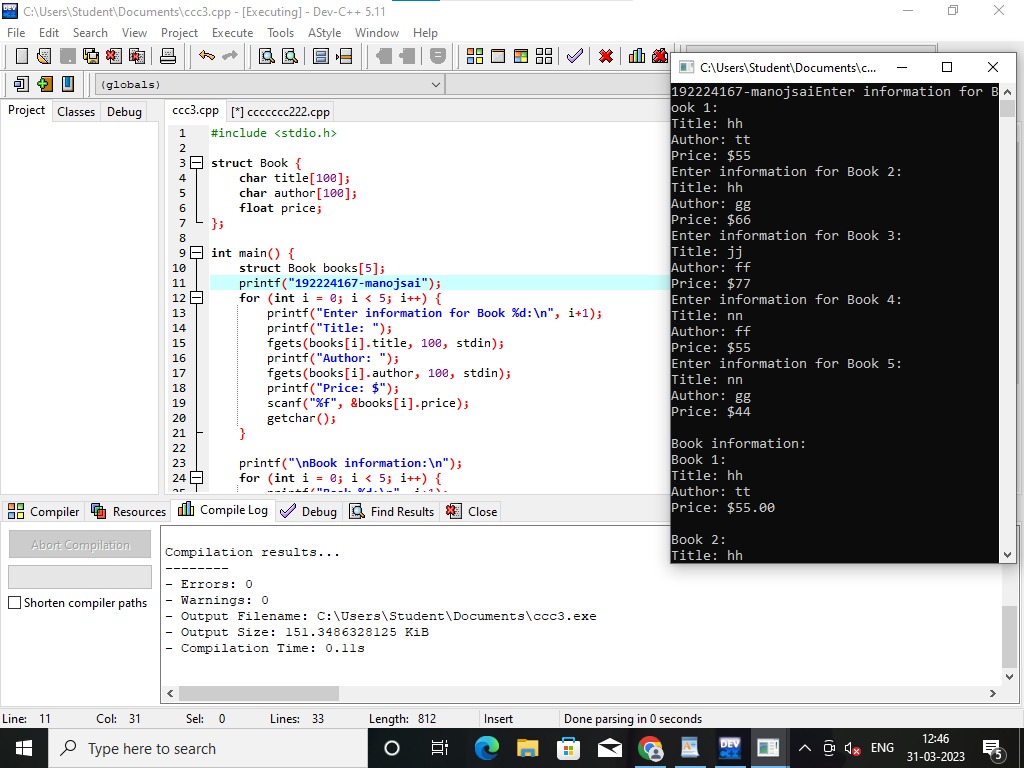 C:\Users\Student\Documents\ccc3.cpp - [Executing] - Dev-C++ 5.11
File Edit Search View Project Execute Tools AStyle Window Help
(globals)
Project Classes Debug
ccc3.cpp [*] ccccccc222.cpp
1 #include <stdio.h>
2
3 struct Book {
4 char title[100];
5 char author[100];
6 float price;
7 };
8
9 int main() {
10 struct Book books[5];
11 printf("192224167-manojsai");
12 for (int i = 0; i < 5; i++) {
13 printf("Enter information for Book %d:\n", i+1);
14 printf("Title: ");
15 fgets(books[i].title, 100, stdin);
16 printf("Author: ");
17 fgets(books[i].author, 100, stdin);
18 printf("Price: $");
19 scanf("%f", &books[i].price);
20 getchar();
21 }
22
23 printf("\nBook information:\n");
24 for (int i = 0; i < 5; i++) {
25 printf("Book %d:\n", i+1);
C:\Users\Student\Documents\c...
192224167-manojsaiEnter information for B
ook 1:
Title: hh
Author: tt
Price: $55
Enter information for Book 2:
Title: hh
Author: gg
Price: $66
Enter information for Book 3:
Title: jj
Author: ff
Price: $77
Enter information for Book 4:
Title: nn
Author: ff
Price: $55
Enter information for Book 5:
Title: nn
Author: gg
Price: $44
Book information:
Book 1:
Title: hh
Author: tt
Price: $55.00
Book 2:
Title: hh
Compiler Resources Compile Log Debug Find Results Close
Abort Compilation
Shorten compiler paths
Compilation results...
--------
- Errors: 0
- Warnings: 0
- Output Filename: C:\Users\Student\Documents\ccc3.exe
- Output Size: 151.3486328125 KiB
- Compilation Time: 0.11s
Line: 11 Col: 31 Sel: 0 Lines: 33 Length: 812 Insert Done parsing in 0 seconds
Type here to search
DEV
ENG
12:46
31-03-2023
5